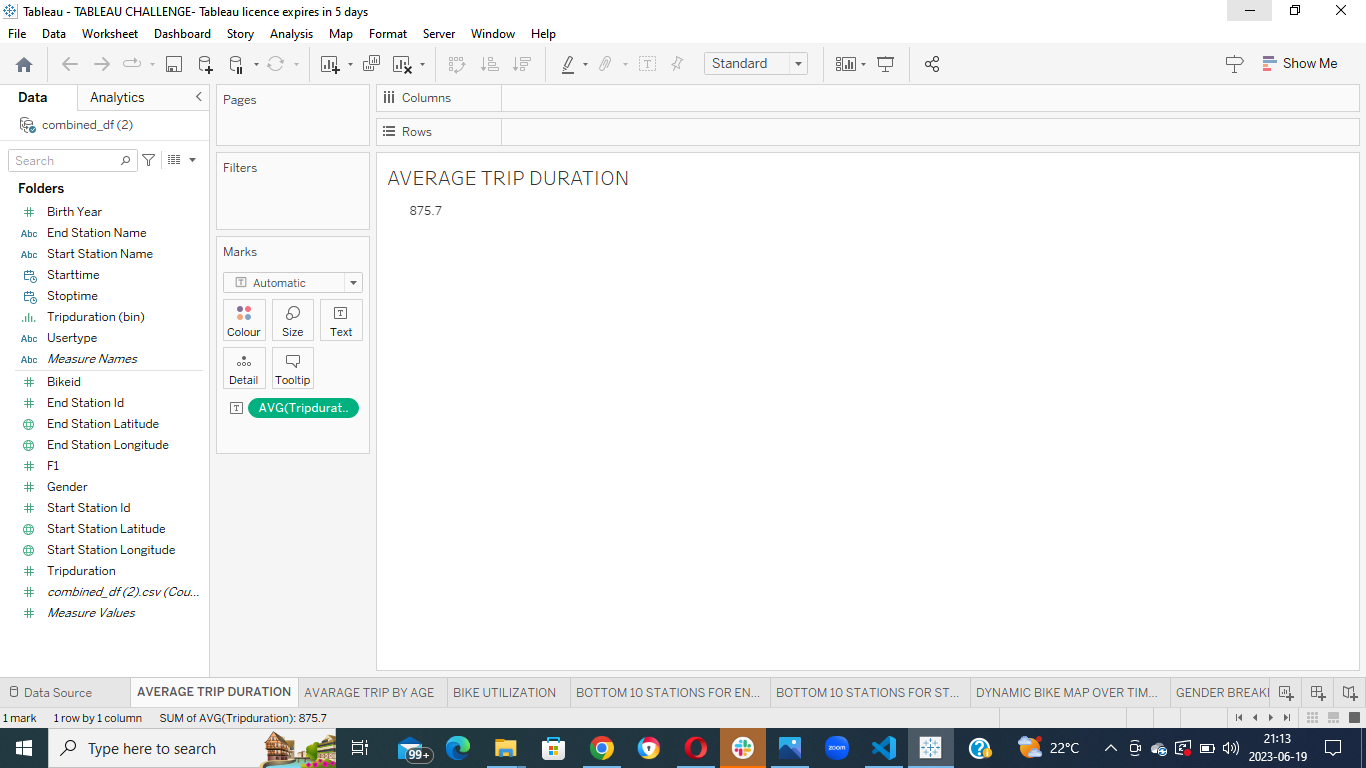 Tableau - TABLEAU CHALLENGE- Tableau licence expires in 5 days
File Data Worksheet Dashboard Story Analysis Map Format Server Window Help
Standard
Show Me
Data Analytics
combined_df (2)
Search
Folders
Birth Year
Abc End Station Name
Abc Start Station Name
Starttime
Stoptime
Tripduration (bin)
Abc Usertype
Abc Measure Names
Bikeid
End Station Id
End Station Latitude
End Station Longitude
F1
Gender
Start Station Id
Start Station Latitude
Start Station Longitude
Tripduration
combined_df (2).csv (Cou...
Measure Values
Pages
Filters
Marks
T Automatic
Colour Size Text
Detail Tooltip
T AVG(Tripdurat..
Columns
Rows
AVERAGE TRIP DURATION
875.7
Data Source AVERAGE TRIP DURATION AVARAGE TRIP BY AGE BIKE UTILIZATION BOTTOM 10 STATIONS FOR EN... BOTTOM 10 STATIONS FOR ST... DYNAMIC BIKE MAP OVER TIM... GENDER BREAKI
1 mark 1 row by 1 column SUM of AVG(Tripduration): 875.7
Type here to search
99+
zoom
22°C
21:13
2023-06-19